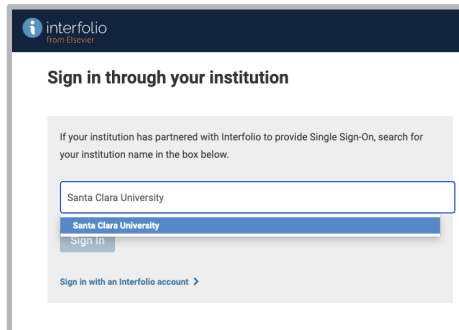 interfolio
from Elsevier
Sign in through your institution
If your institution has partnered with Interfolio to provide Single Sign-On, search for
your institution name in the box below.
Santa Clara University
Santa Clara University
Sign In
Sign in with an Interfolio account